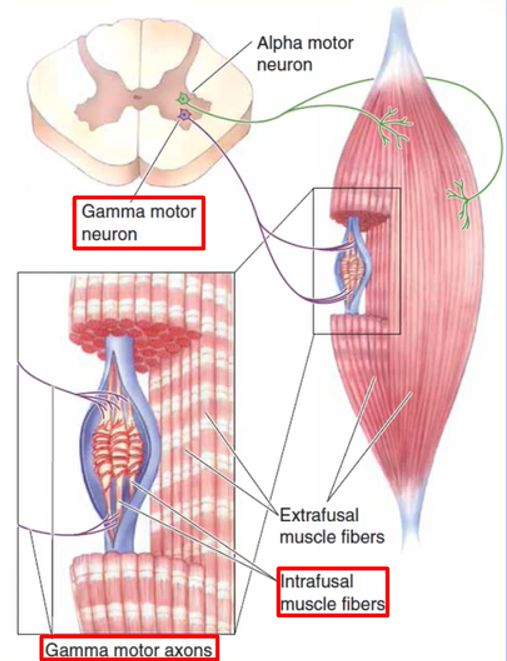 Alpha motor
neuron
Gamma motor
neuron
Extrafusal
muscle fibers
Intrafusal
muscle fibers
Gamma motor axons